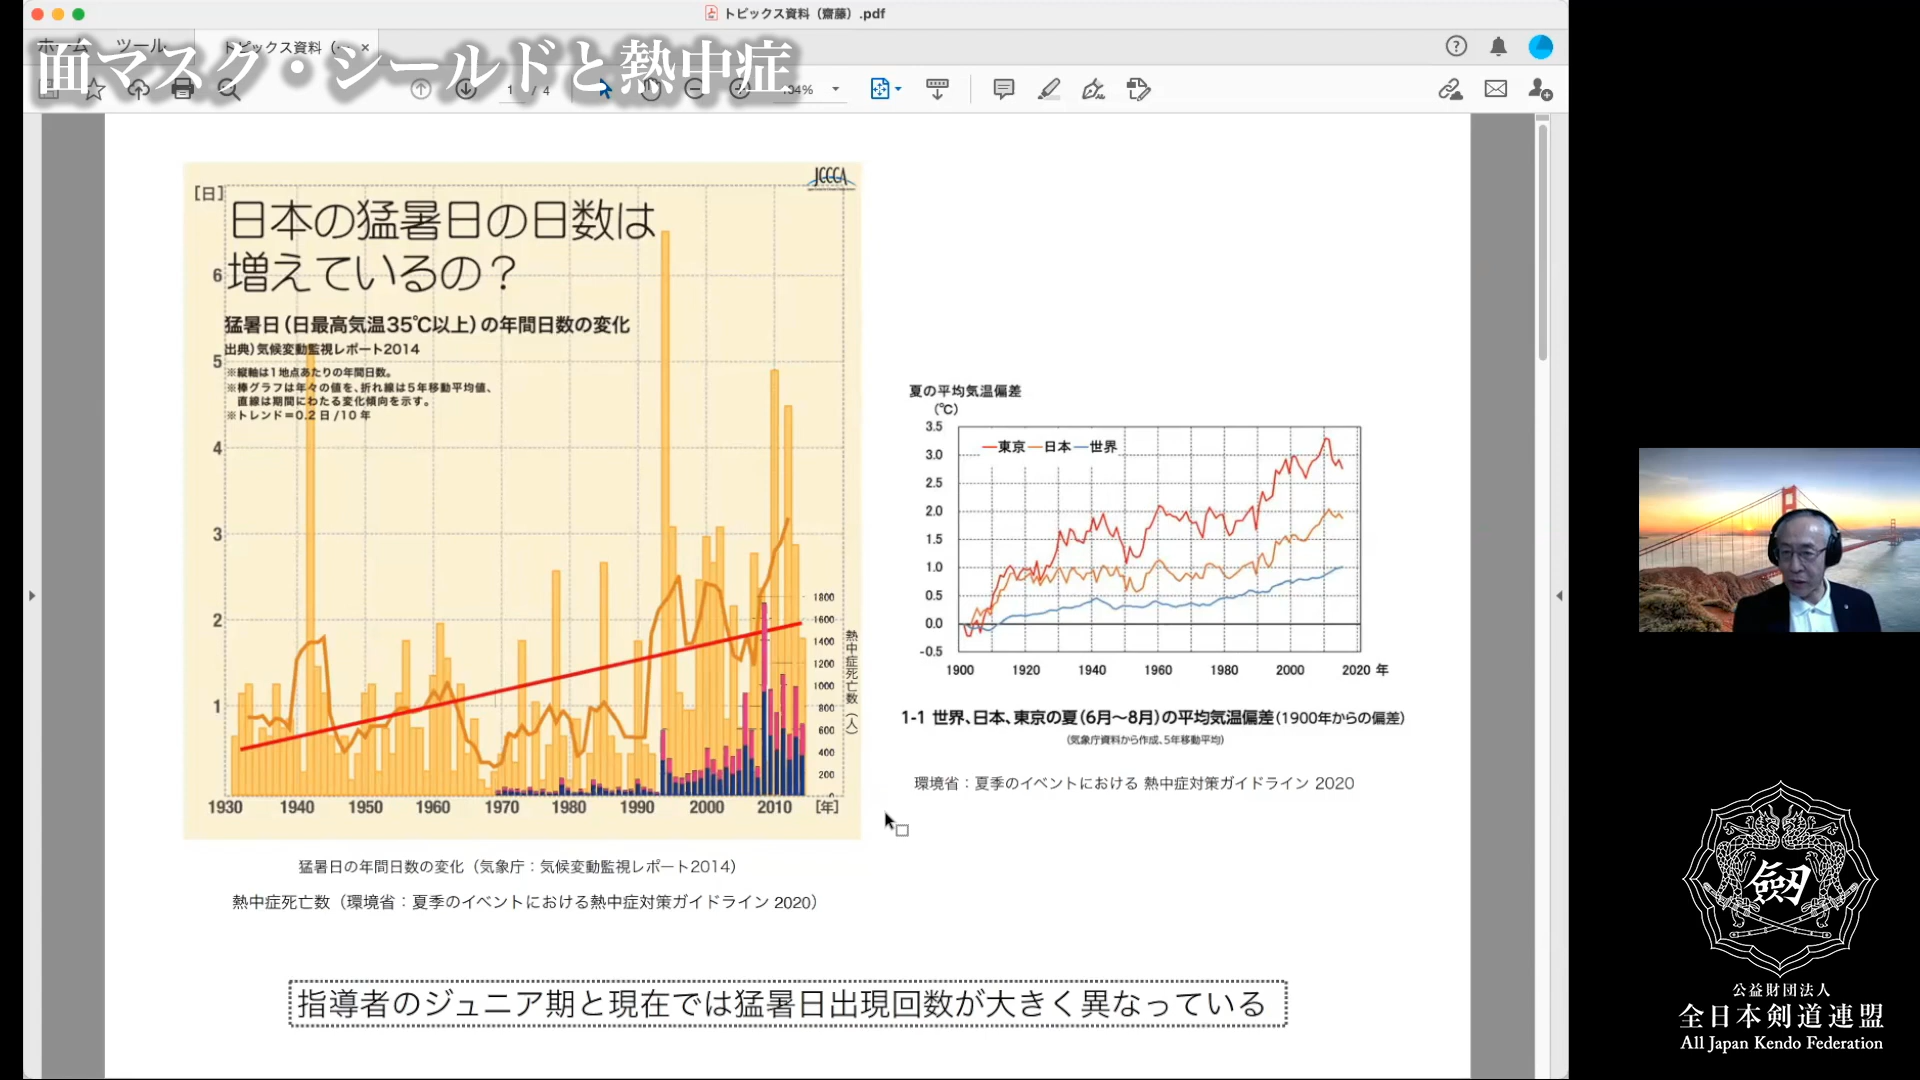 トピックス資料（齋藤）.pdf
ホーム ツール トピックス資料（… ×
面マスク・シールドと熱中症
1 / 4
JCCCA
[日]
日本の猛暑日の日数は
増えているの？
猛暑日（日最高気温35℃以上）の年間日数の変化
出典）気候変動監視レポート2014
※縦軸は1地点あたりの年間日数。
※棒グラフは年々の値を、折れ線は5年移動平均値、
直線は期間にわたる変化傾向を示す。
※トレンド＝0.2日/10年
6
5
4
3
2
1
1800
1600
1400
1200
1000
800
600
400
200
0
熱中症死亡数（人）
1930 1940 1950 1960 1970 1980 1990 2000 2010 [年]
猛暑日の年間日数の変化（気象庁：気候変動監視レポート2014）
熱中症死亡数（環境省：夏季のイベントにおける熱中症対策ガイドライン 2020）
夏の平均気温偏差
（℃）
東京 日本 世界
3.5
3.0
2.5
2.0
1.5
1.0
0.5
0.0
-0.5
1900 1920 1940 1960 1980 2000 2020 年
1-1 世界、日本、東京の夏（6月～8月）の平均気温偏差（1900年からの偏差）
（気象庁資料から作成、5年移動平均）
環境省：夏季のイベントにおける 熱中症対策ガイドライン 2020
指導者のジュニア期と現在では猛暑日出現回数が大きく異なっている
劔
公益財団法人
全日本剣道連盟
All Japan Kendo Federation